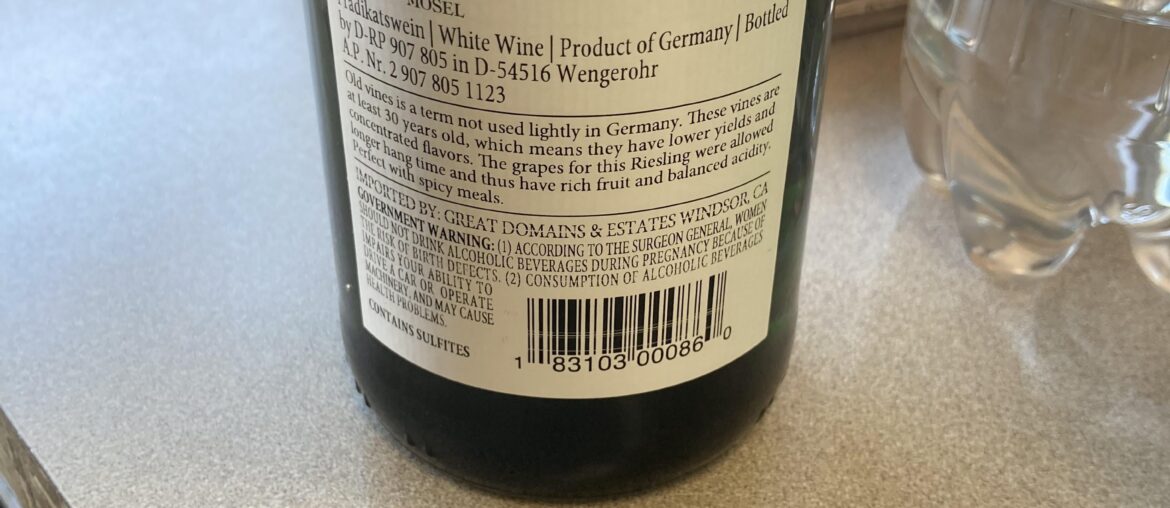 MOSEL
Prädikatswein | White Wine | Product of Germany | Bottled
by D-RP 907 805 in D-54516 Wengerohr
A.P. Nr. 2 907 805 1123
Old vines is a term not used lightly in Germany. These vines are
at least 30 years old, which means they have lower yields and
concentrated flavors. The grapes for this Riesling were allowed
longer hang time and thus have rich fruit and balanced acidity.
Perfect with spicy meals.
IMPORTED BY: GREAT DOMAINS & ESTATES WINDSOR, CA
GOVERNMENT WARNING: (1) ACCORDING TO THE SURGEON GENERAL, WOMEN
SHOULD NOT DRINK ALCOHOLIC BEVERAGES DURING PREGNANCY BECAUSE OF
THE RISK OF BIRTH DEFECTS. (2) CONSUMPTION OF ALCOHOLIC BEVERAGES
IMPAIRS YOUR ABILITY TO
DRIVE A CAR OR OPERATE
MACHINERY, AND MAY CAUSE
HEALTH PROBLEMS.
CONTAINS SULFITES
1 83103 00086 0